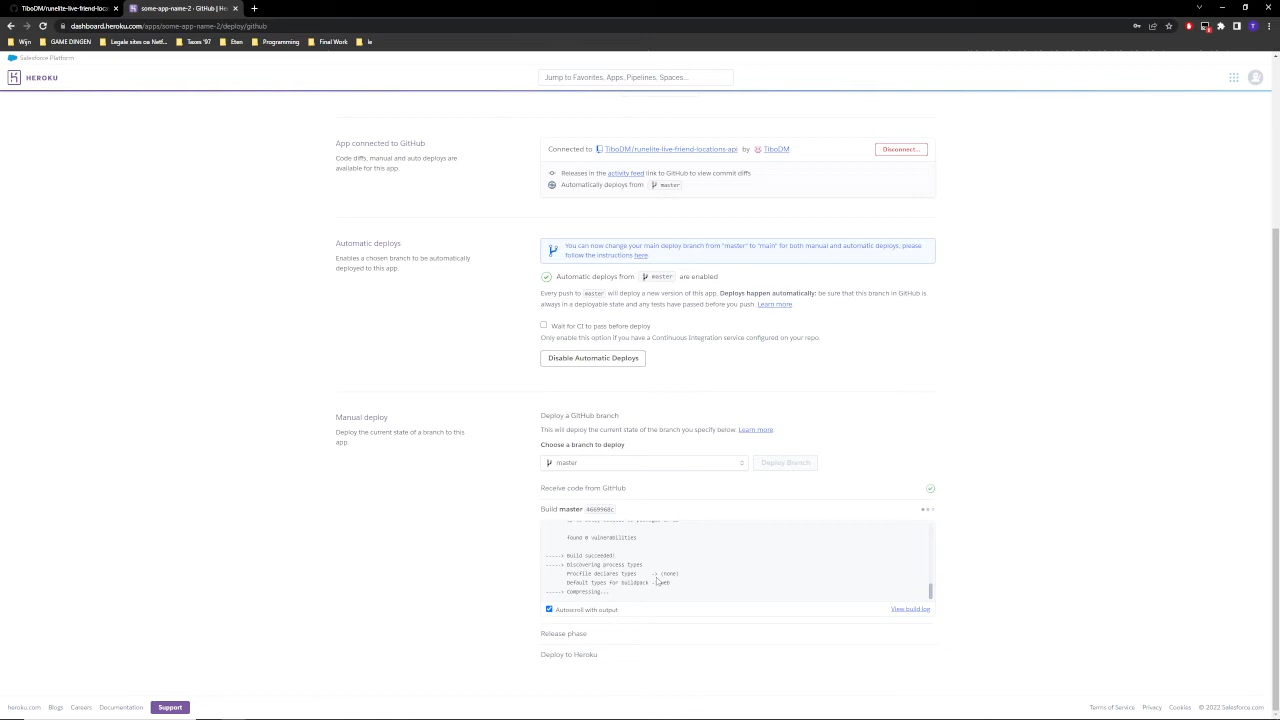 TiboDM/runelite-live-friend-locat
some-app-name-2 - GitHub | Her
dashboard.heroku.com/apps/some-app-name-2/deploy/github
Wijn
GAME DINGEN
Legale sites oa Netf...
Taxes '97
Eten
Programming
Final Work
Ie
Salesforce Platform
HEROKU
Jump to Favorites, Apps, Pipelines, Spaces...
App connected to GitHub
Code diffs, manual and auto deploys are
available for this app.
Connected to TiboDM/runelite-live-friend-locations-api by TiboDM
Disconnect...
Releases in the activity feed link to GitHub to view commit diffs
Automatically deploys from master
Automatic deploys
Enables a chosen branch to be automatically
deployed to this app.
You can now change your main deploy branch from "master" to "main" for both manual and automatic deploys, please
follow the instructions here.
Automatic deploys from master are enabled
Every push to master will deploy a new version of this app. Deploys happen automatically: be sure that this branch in GitHub is
always in a deployable state and any tests have passed before you push. Learn more.
Wait for CI to pass before deploy
Only enable this option if you have a Continuous Integration service configured on your repo.
Disable Automatic Deploys
Manual deploy
Deploy the current state of a branch to this
app.
Deploy a GitHub branch
This will deploy the current state of the branch you specify below. Learn more.
Choose a branch to deploy
master
Deploy Branch
Receive code from GitHub
Build master 4669968c
found 0 vulnerabilities
-----> Build succeeded!
-----> Discovering process types
Procfile declares types -> (none)
Default types for buildpack -> web
-----> Compressing...
Autoscroll with output
View build log
Release phase
Deploy to Heroku
heroku.com
Blogs
Careers
Documentation
Support
Terms of Service
Privacy
Cookies
© 2022 Salesforce.com